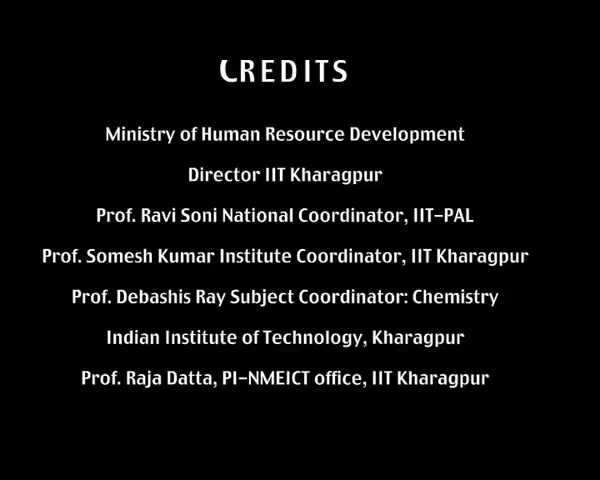 CREDITS
Ministry of Human Resource Development
Director IIT Kharagpur
Prof. Ravi Soni National Coordinator, IIT-PAL
Prof. Somesh Kumar Institute Coordinator, IIT Kharagpur
Prof. Debashis Ray Subject Coordinator: Chemistry
Indian Institute of Technology, Kharagpur
Prof. Raja Datta, PI-NMEICT office, IIT Kharagpur